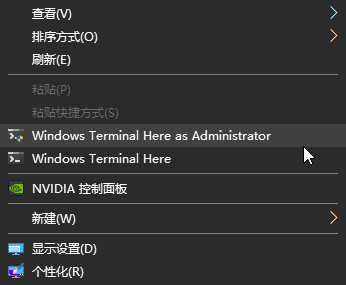 查看(V)
排序方式(O)
刷新(E)
粘贴(P)
粘贴快捷方式(S)
Windows Terminal Here as Administrator
Windows Terminal Here
NVIDIA 控制面板
新建(W)
显示设置(D)
个性化(R)